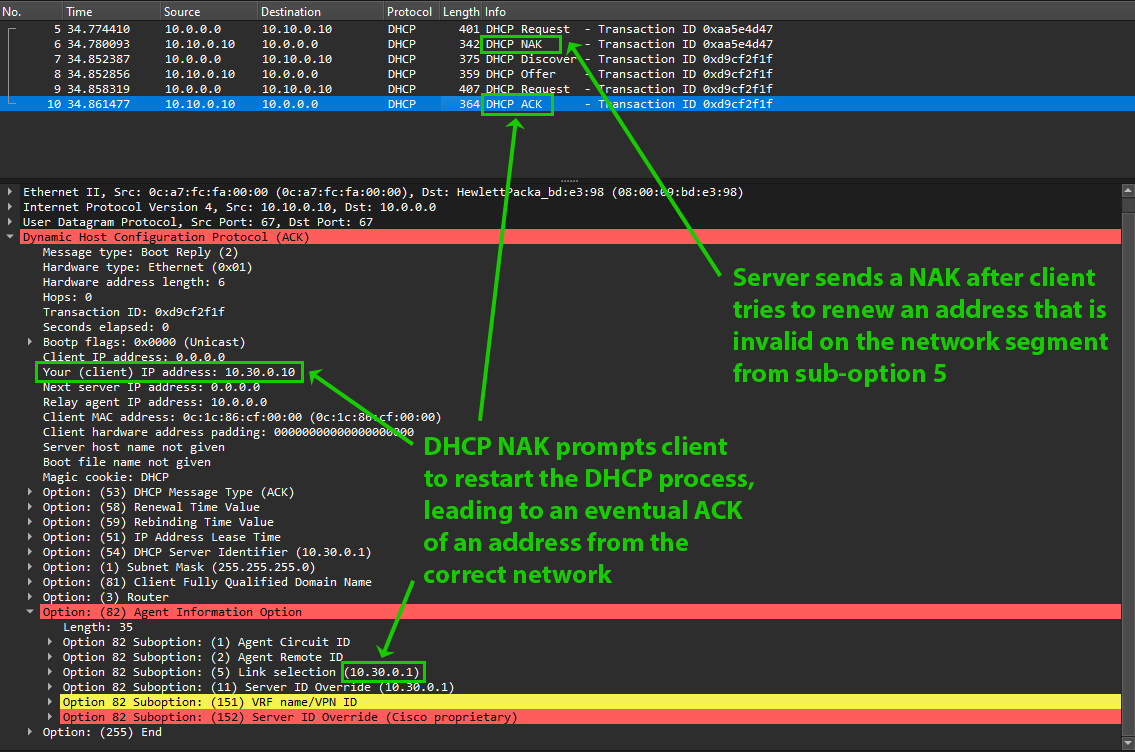 No. Time Source Destination Protocol Length Info
5 34.774410 10.0.0.0 10.10.0.10 DHCP 401 DHCP Request - Transaction ID 0xaa5e4d47
6 34.780093 10.10.0.10 10.0.0.0 DHCP 342 DHCP NAK - Transaction ID 0xaa5e4d47
7 34.852387 10.0.0.0 10.10.0.10 DHCP 375 DHCP Discover - Transaction ID 0xd9cf2f1f
8 34.852856 10.10.0.10 10.0.0.0 DHCP 359 DHCP Offer - Transaction ID 0xd9cf2f1f
9 34.858319 10.0.0.0 10.10.0.10 DHCP 407 DHCP Request - Transaction ID 0xd9cf2f1f
10 34.861477 10.10.0.10 10.0.0.0 DHCP 364 DHCP ACK - Transaction ID 0xd9cf2f1f
Ethernet II, Src: 0c:a7:fc:fa:00:00 (0c:a7:fc:fa:00:00), Dst: HewlettPacka_bd:e3:98 (08:00:09:bd:e3:98)
Internet Protocol Version 4, Src: 10.10.0.10, Dst: 10.0.0.0
User Datagram Protocol, Src Port: 67, Dst Port: 67
Dynamic Host Configuration Protocol (ACK)
Message type: Boot Reply (2)
Hardware type: Ethernet (0x01)
Hardware address length: 6
Hops: 0
Transaction ID: 0xd9cf2f1f
Seconds elapsed: 0
Bootp flags: 0x0000 (Unicast)
Client IP address: 0.0.0.0
Your (client) IP address: 10.30.0.10
Next server IP address: 0.0.0.0
Relay agent IP address: 10.0.0.0
Client MAC address: 0c:1c:86:cf:00:00 (0c:1c:86:cf:00:00)
Client hardware address padding: 00000000000000000000
Server host name not given
Boot file name not given
Magic cookie: DHCP
Option: (53) DHCP Message Type (ACK)
Option: (58) Renewal Time Value
Option: (59) Rebinding Time Value
Option: (51) IP Address Lease Time
Option: (54) DHCP Server Identifier (10.30.0.1)
Option: (1) Subnet Mask (255.255.255.0)
Option: (81) Client Fully Qualified Domain Name
Option: (3) Router
Option: (82) Agent Information Option
Length: 35
Option 82 Suboption: (1) Agent Circuit ID
Option 82 Suboption: (2) Agent Remote ID
Option 82 Suboption: (5) Link selection (10.30.0.1)
Option 82 Suboption: (11) Server ID Override (10.30.0.1)
Option 82 Suboption: (151) VRF name/VPN ID
Option 82 Suboption: (152) Server ID Override (Cisco proprietary)
Option: (255) End
Server sends a NAK after client
tries to renew an address that is
invalid on the network segment
from sub-option 5
DHCP NAK prompts client
to restart the DHCP process,
leading to an eventual ACK
of an address from the
correct network